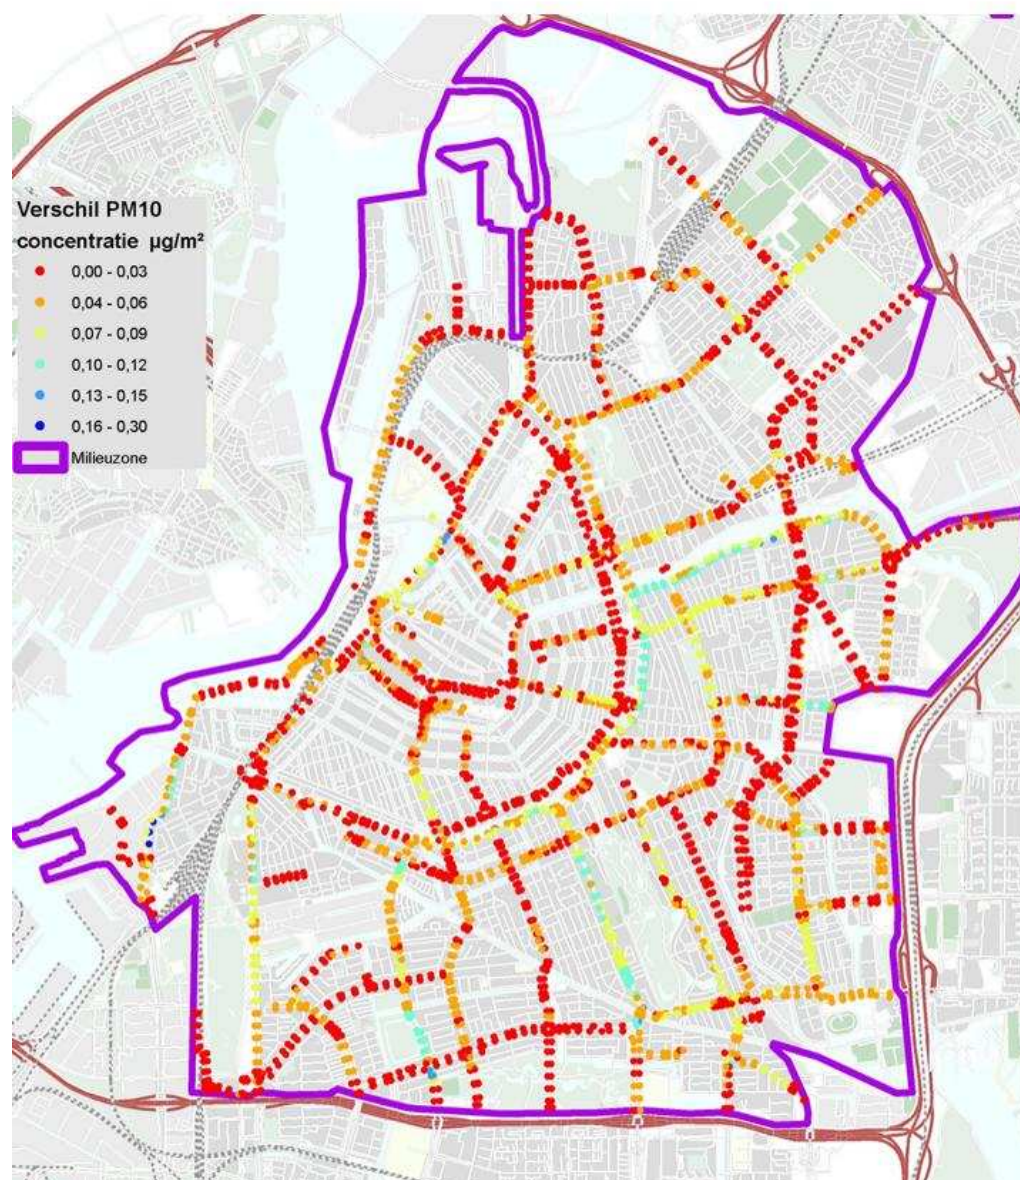 Verschil PM10
concentratie µg/m²
0,00 - 0,03
0,04 - 0,06
0,07 - 0,09
0,10 - 0,12
0,13 - 0,15
0,16 - 0,30
Milieuzone